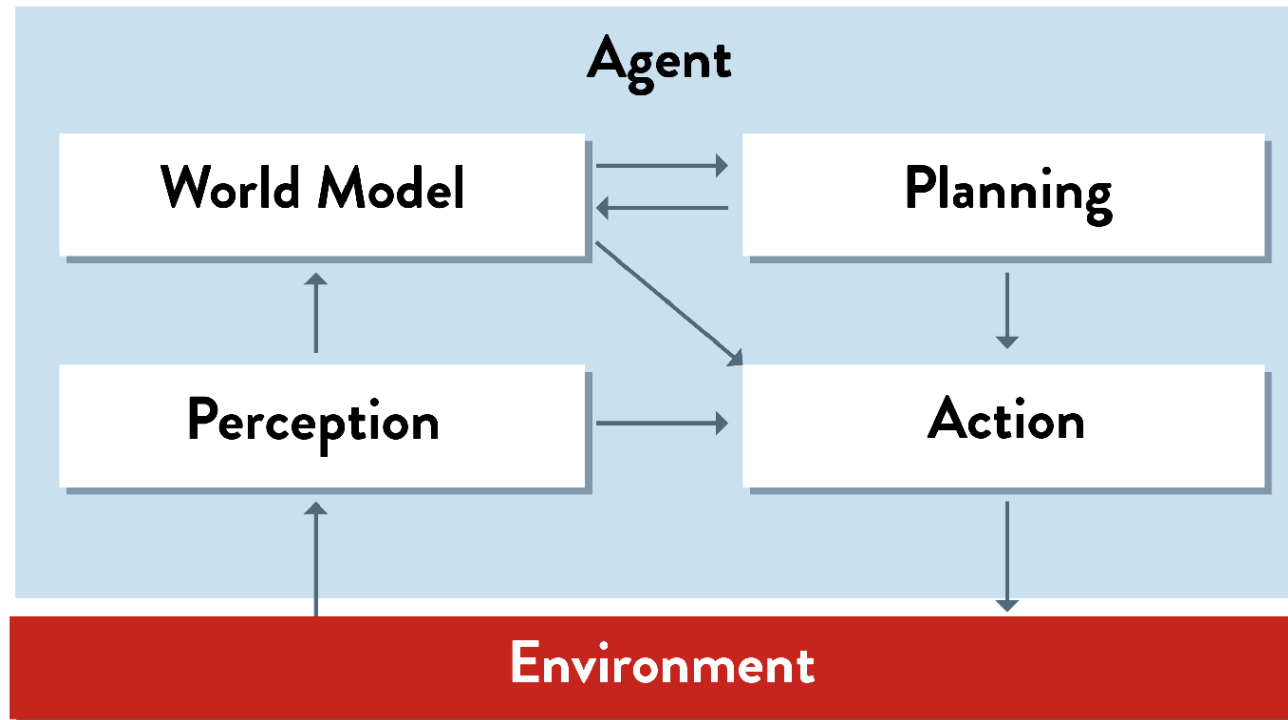 Agent
World Model
Planning
Perception
Action
Environment